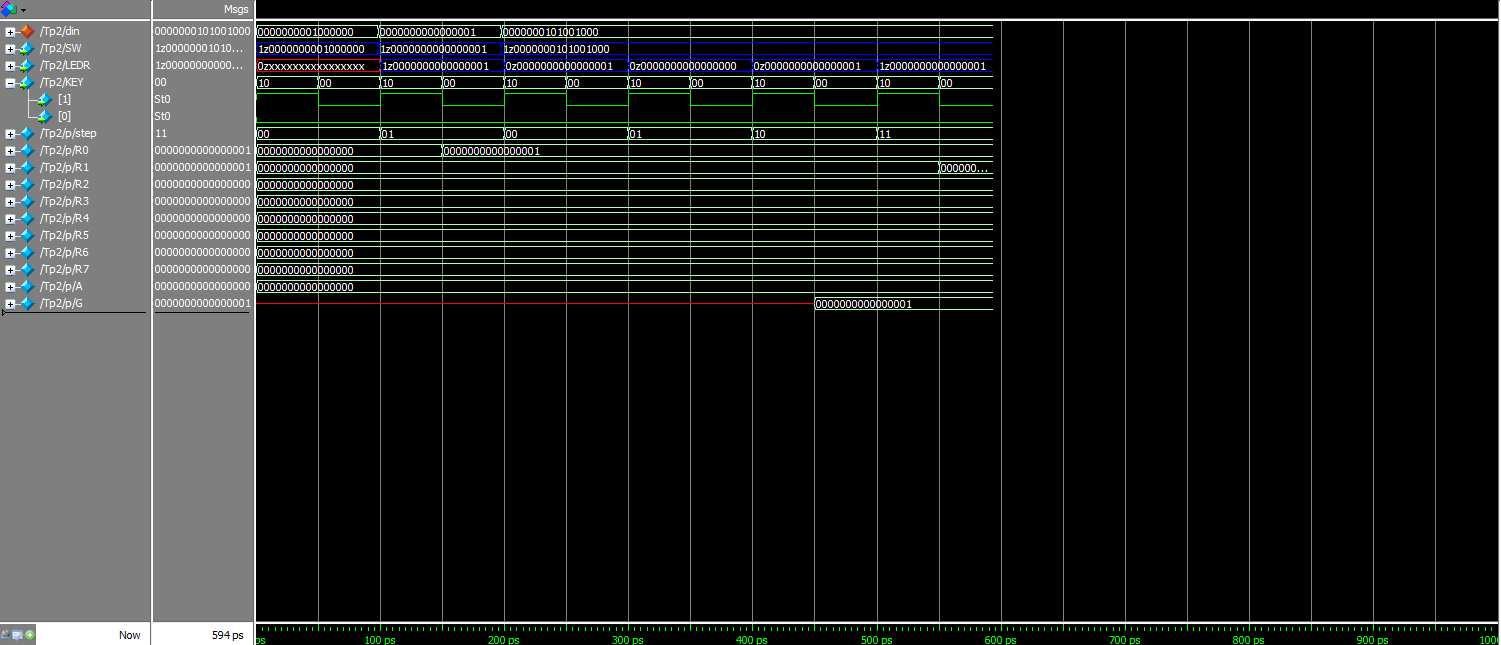 Msgs
/Tp2/din 0000000101001000 0000000001000000 0000000000000001 0000000101001000
/Tp2/SW 1z00000001010... 1z0000000001000000 1z0000000000000001 1z0000000101001000
/Tp2/LEDR 1z00000000000... 0zxxxxxxxxxxxxxxxx 1z0000000000000001 0z0000000000000001 0z0000000000000000 0z0000000000000001 1z0000000000000001
/Tp2/KEY 00 10 00 10 00 10 00 10 00 10 00 10 00
[1] St0
[0] St0
/Tp2/p/step 11 00 01 00 01 10 11
/Tp2/p/R0 0000000000000001 0000000000000000 0000000000000001
/Tp2/p/R1 0000000000000001 0000000000000000 000000...
/Tp2/p/R2 0000000000000000 0000000000000000
/Tp2/p/R3 0000000000000000 0000000000000000
/Tp2/p/R4 0000000000000000 0000000000000000
/Tp2/p/R5 0000000000000000 0000000000000000
/Tp2/p/R6 0000000000000000 0000000000000000
/Tp2/p/R7 0000000000000000 0000000000000000
/Tp2/p/A 0000000000000000 0000000000000000
/Tp2/p/G 0000000000000001 0000000000000001
Now 594 ps ps 100 ps 200 ps 300 ps 400 ps 500 ps 600 ps 700 ps 800 ps 900 ps 1000